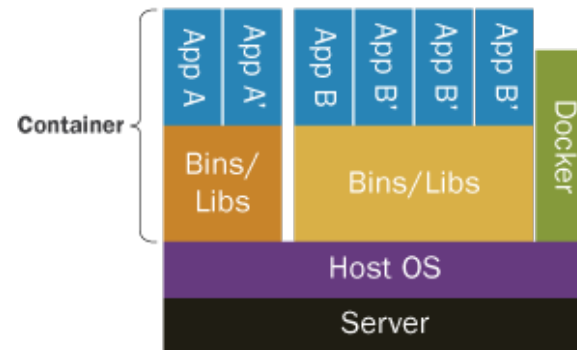 App A
App A'
App B
App B'
App B'
App B'
Docker
Container
Bins/
Libs
Bins/Libs
Host OS
Server